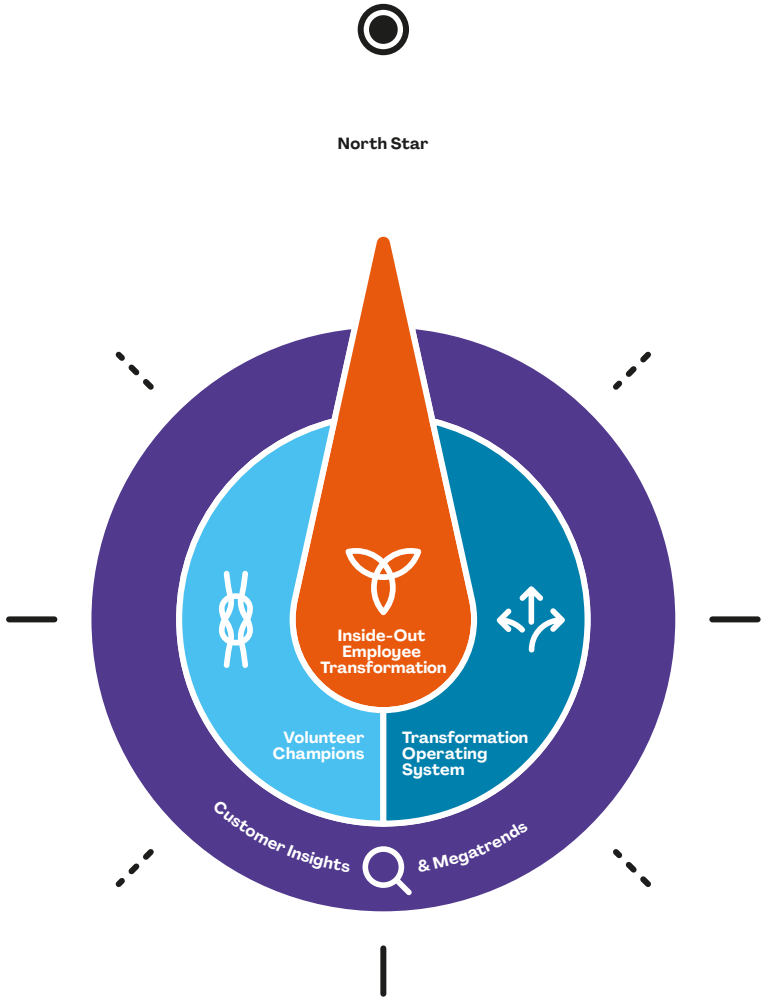 North Star
Inside-Out
Employee
Transformation
Volunteer
Champions
Transformation
Operating
System
Customer Insights
& Megatrends